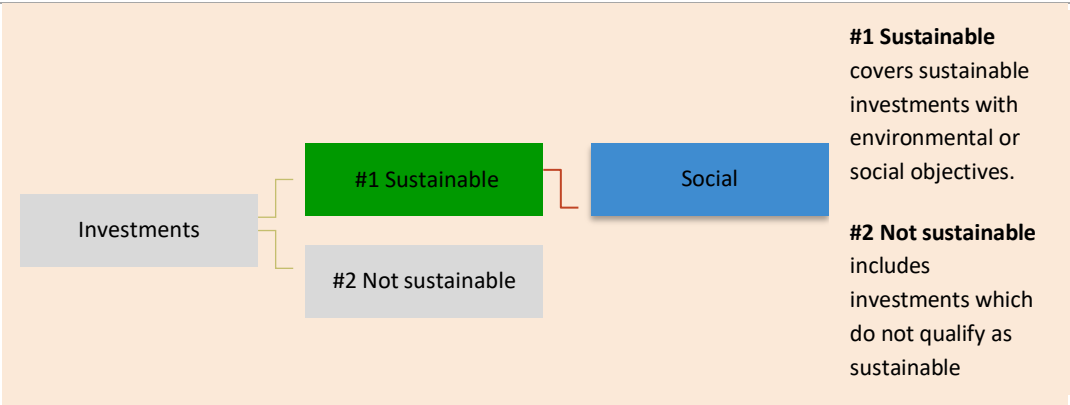 Investments
#1 Sustainable
#2 Not sustainable
Social
#1 Sustainable
covers sustainable
investments with
environmental or
social objectives.
#2 Not sustainable
includes
investments which
do not qualify as
sustainable